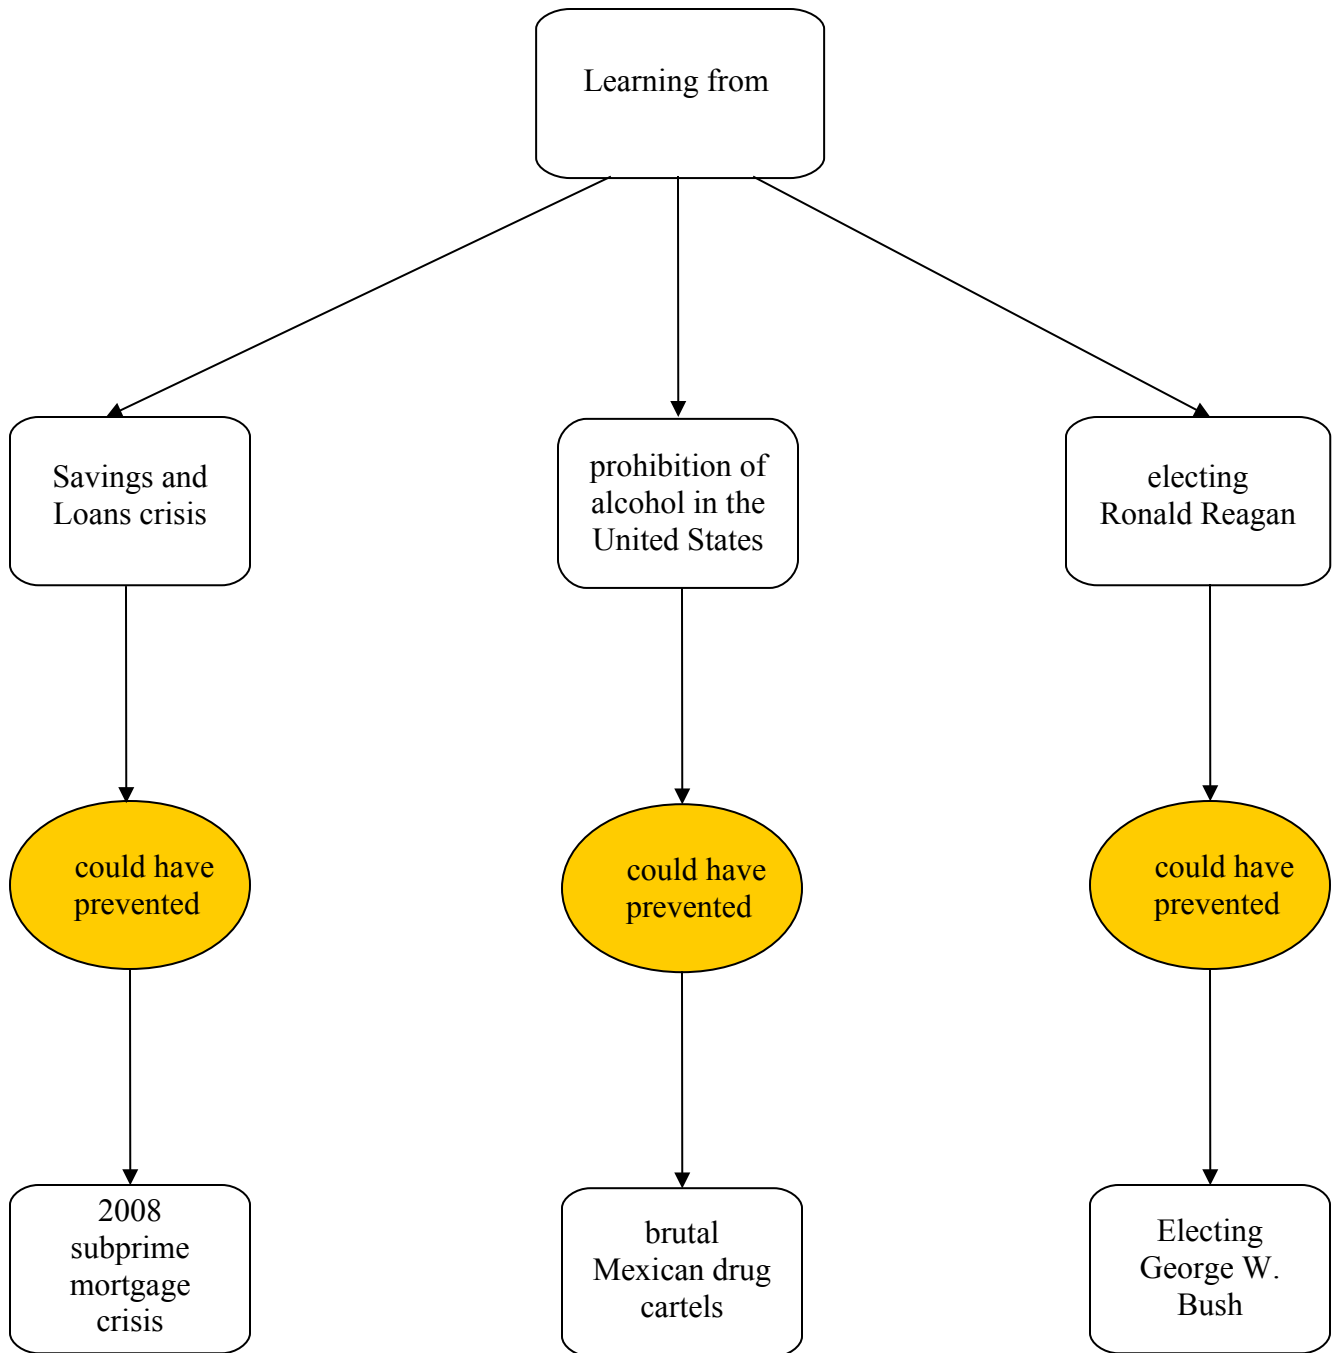 Learning from
Savings and
Loans crisis
prohibition of
alcohol in the
United States
electing
Ronald Reagan
could have
prevented
could have
prevented
could have
prevented
2008
subprime
mortgage
crisis
brutal
Mexican drug
cartels
Electing
George W.
Bush